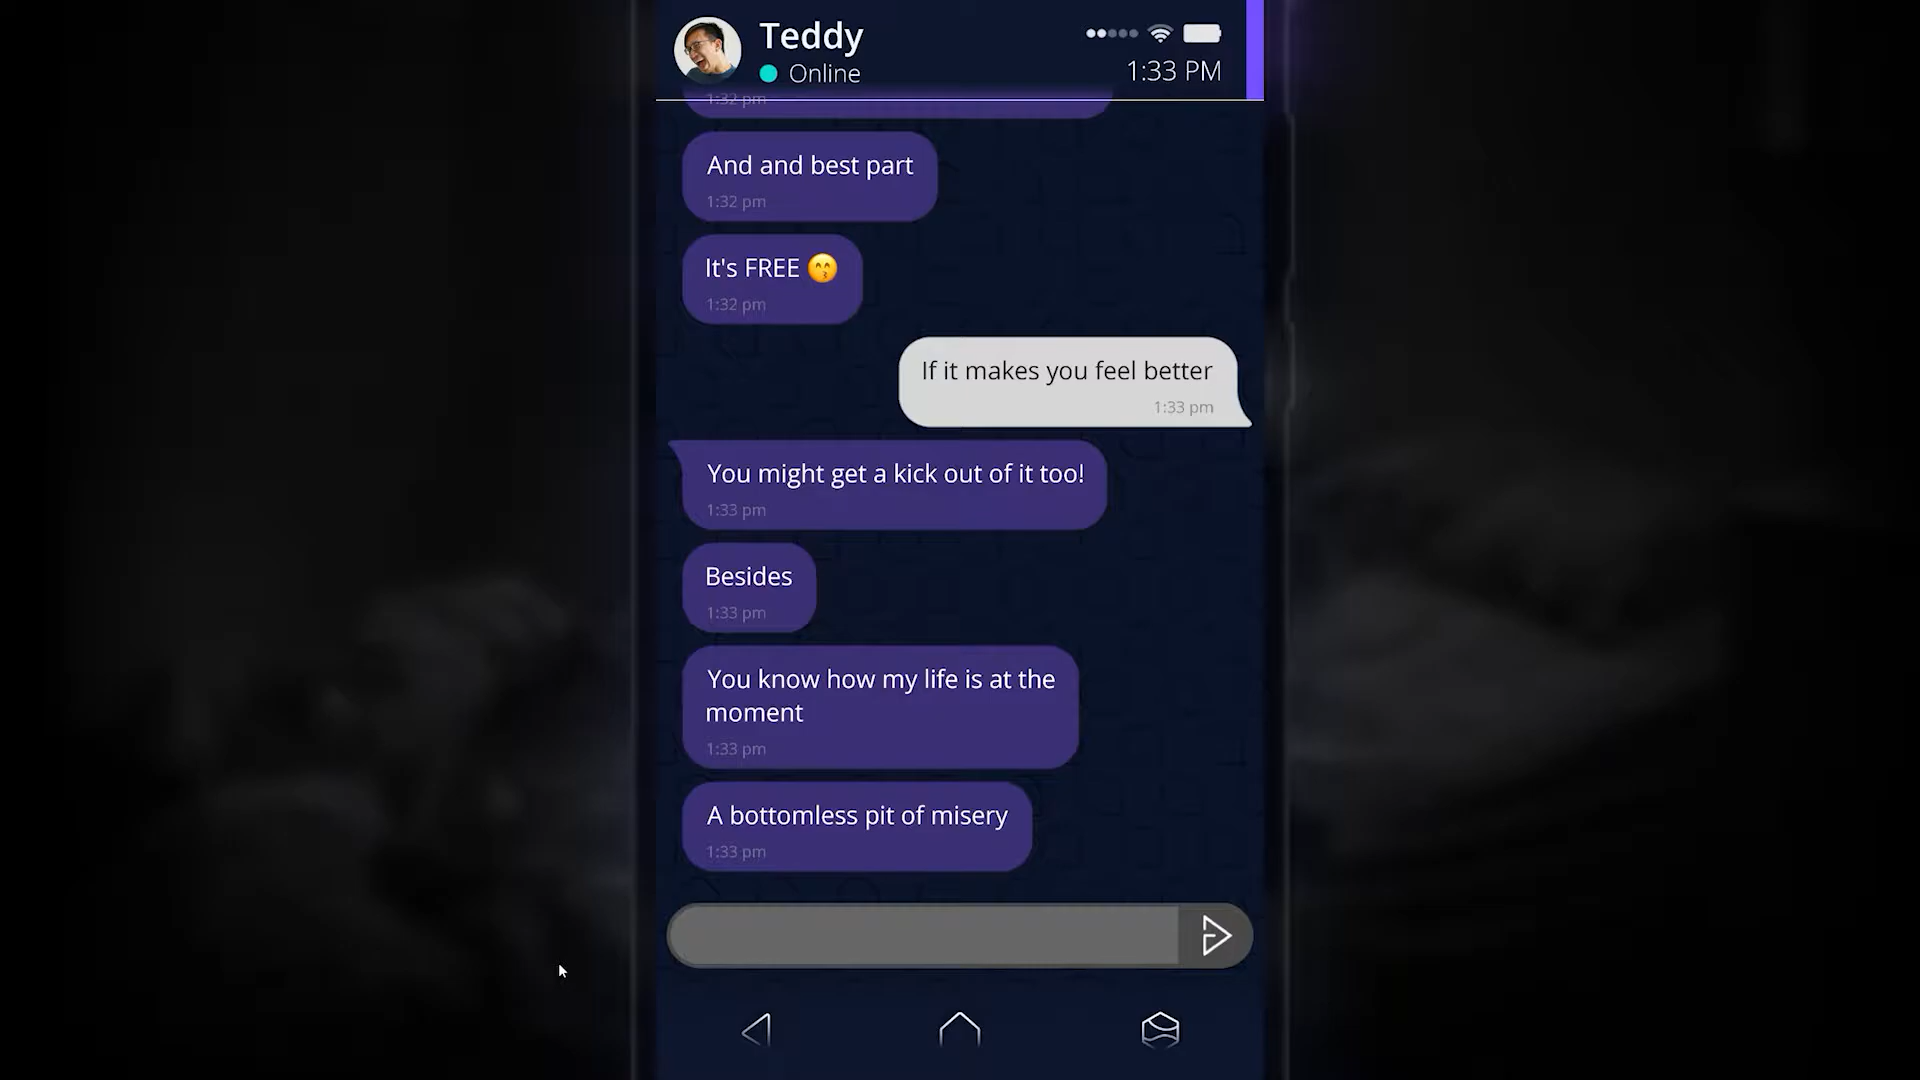 Teddy
Online
1:33 PM
1:32 pm
And and best part
1:32 pm
It's FREE 😙
1:32 pm
If it makes you feel better
1:33 pm
You might get a kick out of it too!
1:33 pm
Besides
1:33 pm
You know how my life is at the
moment
1:33 pm
A bottomless pit of misery
1:33 pm